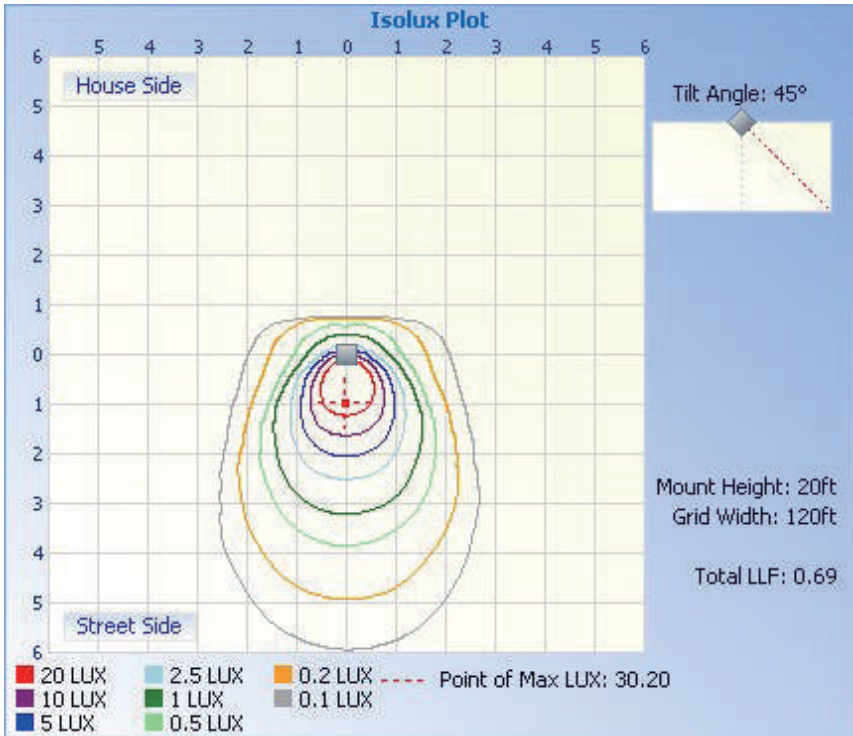 Isolux Plot
5 4 3 2 1 0 1 2 3 4 5 6
6
House Side
5
4
3
2
1
0
1
2
3
4
5
Street Side
6
Tilt Angle: 45°
Mount Height: 20ft
Grid Width: 120ft
Total LLF: 0.69
20 LUX 2.5 LUX 0.2 LUX Point of Max LUX: 30.20
10 LUX 1 LUX 0.1 LUX
5 LUX 0.5 LUX